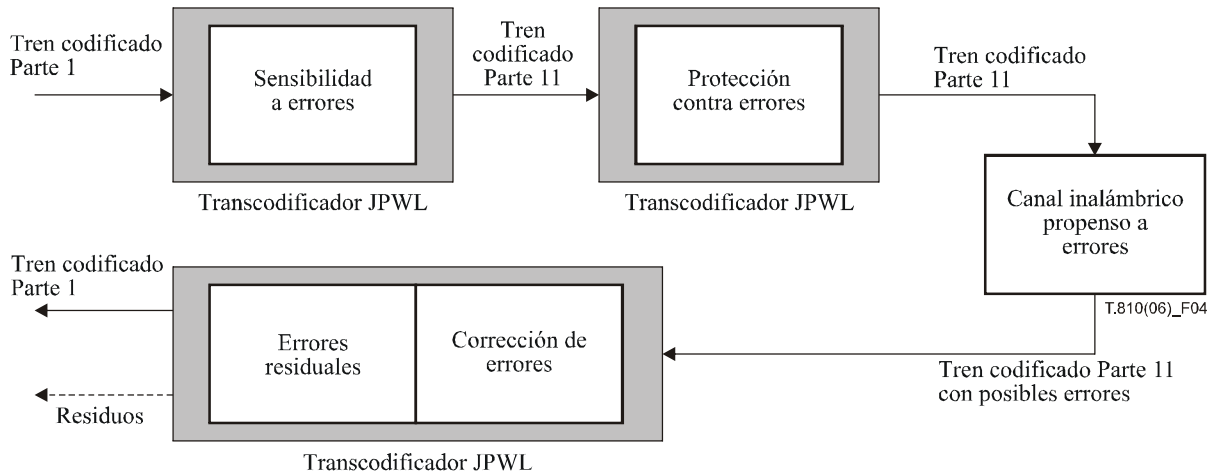 Tren codificado
Parte 1
Sensibilidad
a errores
Transcodificador JPWL
Tren
codificado
Parte 11
Protección
contra errores
Transcodificador JPWL
Tren codificado
Parte 11
Canal inalámbrico
propenso a
errores
T.810(06)_F04
Tren codificado Parte 11
con posibles errores
Corrección de
errores
Errores
residuales
Transcodificador JPWL
Tren codificado
Parte 1
Residuos